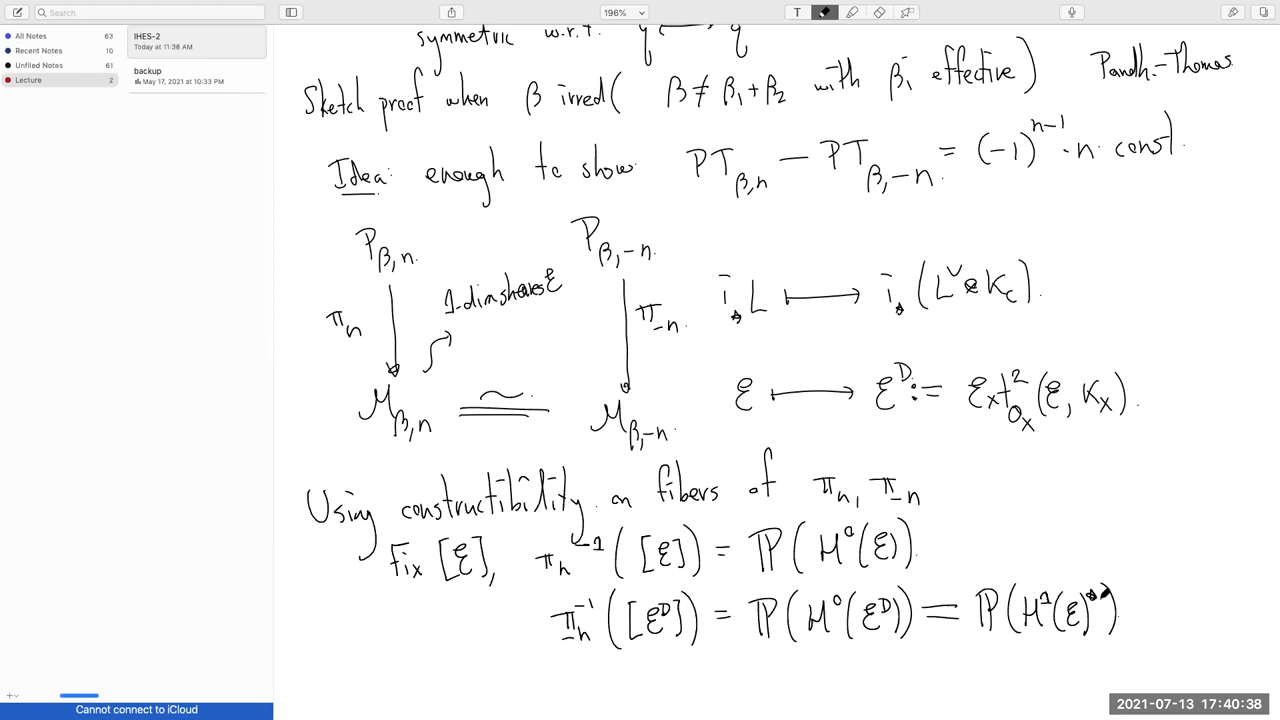 Search
196%
T
All Notes 63
Recent Notes 10
Unfiled Notes 61
Lecture 2
IHES-2
Today at 11:38 AM
backup
May 17, 2021 at 10:33 PM
symmetric w.r.t. q ⟷ q
Sketch proof when β irred ( β ≠ β₁ + β₂ with βᵢ effective ) Pandh.-Thomas
Idea: enough to show PT_{β,n} − PT_{β,−n} = (−1)^{n−1} · n · const.
P_{β,n} P_{β,−n}
1-dim sheaves ℰ
π_n π_{−n} i_* L ⟼ i_* (L^∨ ⊗ K_C).
M_{β,n} ≃ M_{β,−n} ℰ ⟼ ℰ^D := ℰxt²_{O_X}(ℰ, K_X).
Using constructibility on fibers of π_n, π_{−n}
Fix [ℰ], π_n^{−1}([ℰ]) = ℙ(H⁰(ℰ)).
π_{−n}^{−1}([ℰ^D]) = ℙ(H⁰(ℰ^D)) = ℙ(H¹(ℰ)^*)
Cannot connect to iCloud
2021-07-13 17:40:38